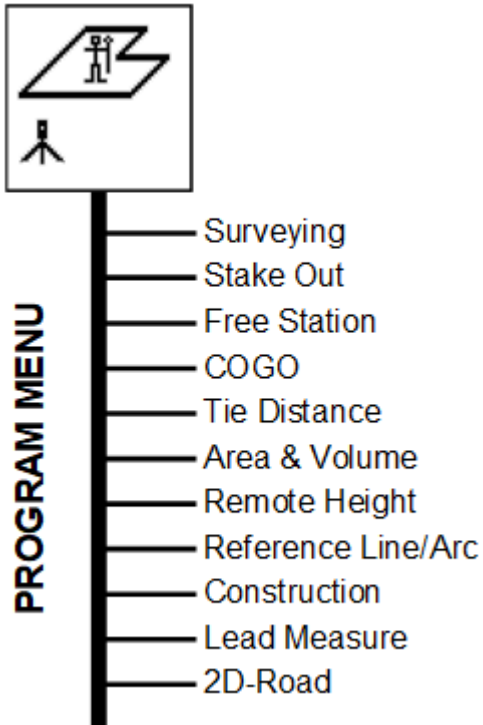 PROGRAM MENU
Surveying
Stake Out
Free Station
COGO
Tie Distance
Area & Volume
Remote Height
Reference Line/Arc
Construction
Lead Measure
2D-Road